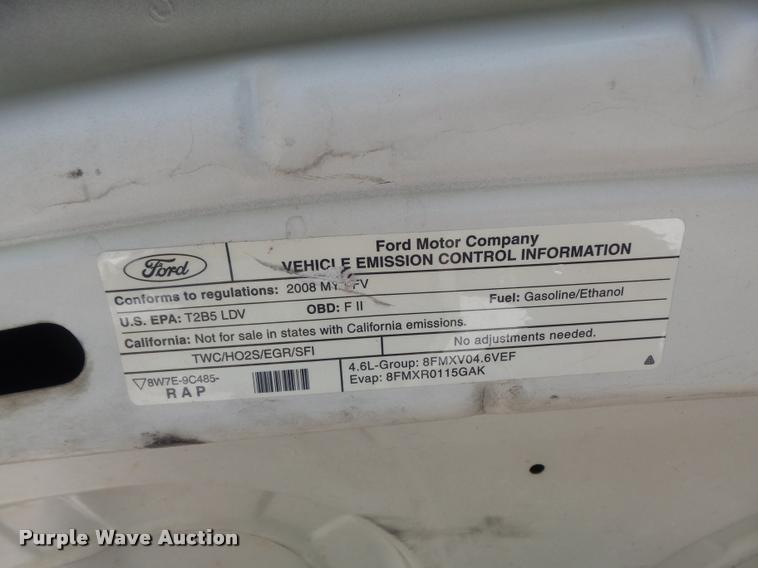 Ford
Ford Motor Company
VEHICLE EMISSION CONTROL INFORMATION
Conforms to regulations: 2008 MY FV
Fuel: Gasoline/Ethanol
U.S. EPA: T2B5 LDV
OBD: F II
California: Not for sale in states with California emissions.
TWC/HO2S/EGR/SFI
No adjustments needed.
8W7E-9C485-
RAP
4.6L-Group: 8FMXV04.6VEF
Evap: 8FMXR0115GAK
Purple Wave Auction